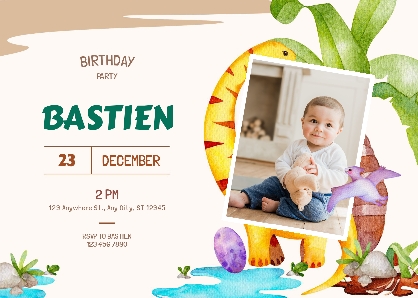 BIRTHDAY
PARTY
BASTIEN
23 DECEMBER
2 PM
123 Anywhere St., Any City, ST 12345
RSVP TO BASTIEN
123 456 7890